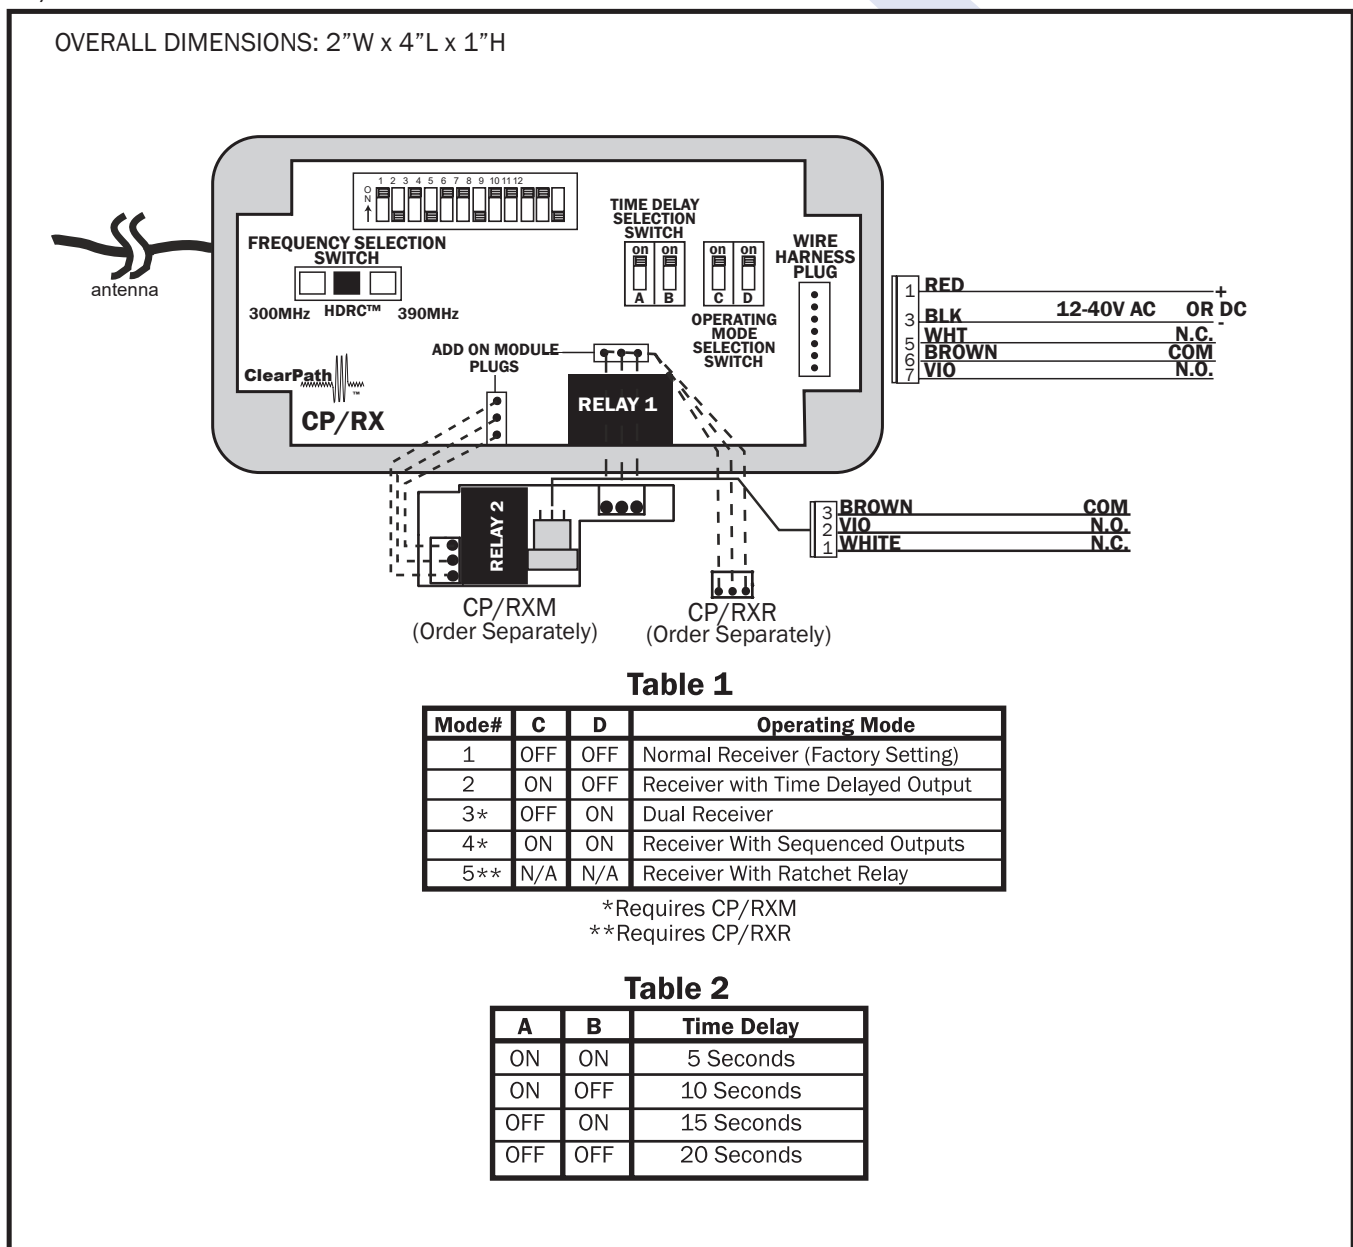 OVERALL DIMENSIONS: 2”W x 4”L x 1”H
1 2 3 4 5 6 7 8 9 10 11 12
O
N
TIME DELAY
SELECTION
SWITCH
on on
A B
on on
C D
OPERATING
MODE
SELECTION
SWITCH
WIRE
HARNESS
PLUG
FREQUENCY SELECTION
SWITCH
300MHz HDRC™ 390MHz
antenna
1 RED +
12-40V AC OR DC
3 BLK -
5 WHT N.C.
6 BROWN COM
7 VIO N.O.
ADD ON MODULE
PLUGS
ClearPath ™
CP/RX
RELAY 1
RELAY 2
3 BROWN COM
2 VIO N.O.
1 WHITE N.C.
CP/RXM
(Order Separately)
CP/RXR
(Order Separately)
Table 1
Mode# C D Operating Mode
1 OFF OFF Normal Receiver (Factory Setting)
2 ON OFF Receiver with Time Delayed Output
3* OFF ON Dual Receiver
4* ON ON Receiver With Sequenced Outputs
5** N/A N/A Receiver With Ratchet Relay
*Requires CP/RXM
**Requires CP/RXR
Table 2
A B Time Delay
ON ON 5 Seconds
ON OFF 10 Seconds
OFF ON 15 Seconds
OFF OFF 20 Seconds